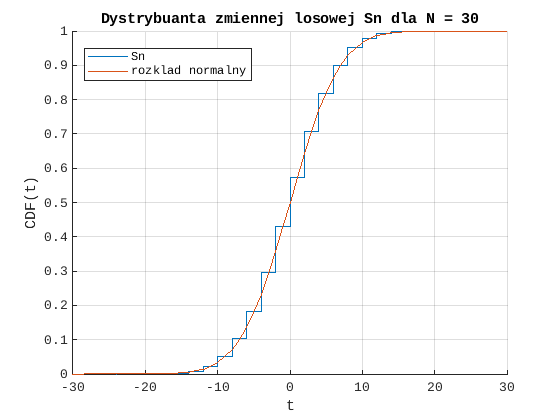 Dystrybuanta zmiennej losowej Sn dla N = 30
Sn
rozklad normalny
CDF(t)
1
0.9
0.8
0.7
0.6
0.5
0.4
0.3
0.2
0.1
0
-30 -20 -10 0 10 20 30
t